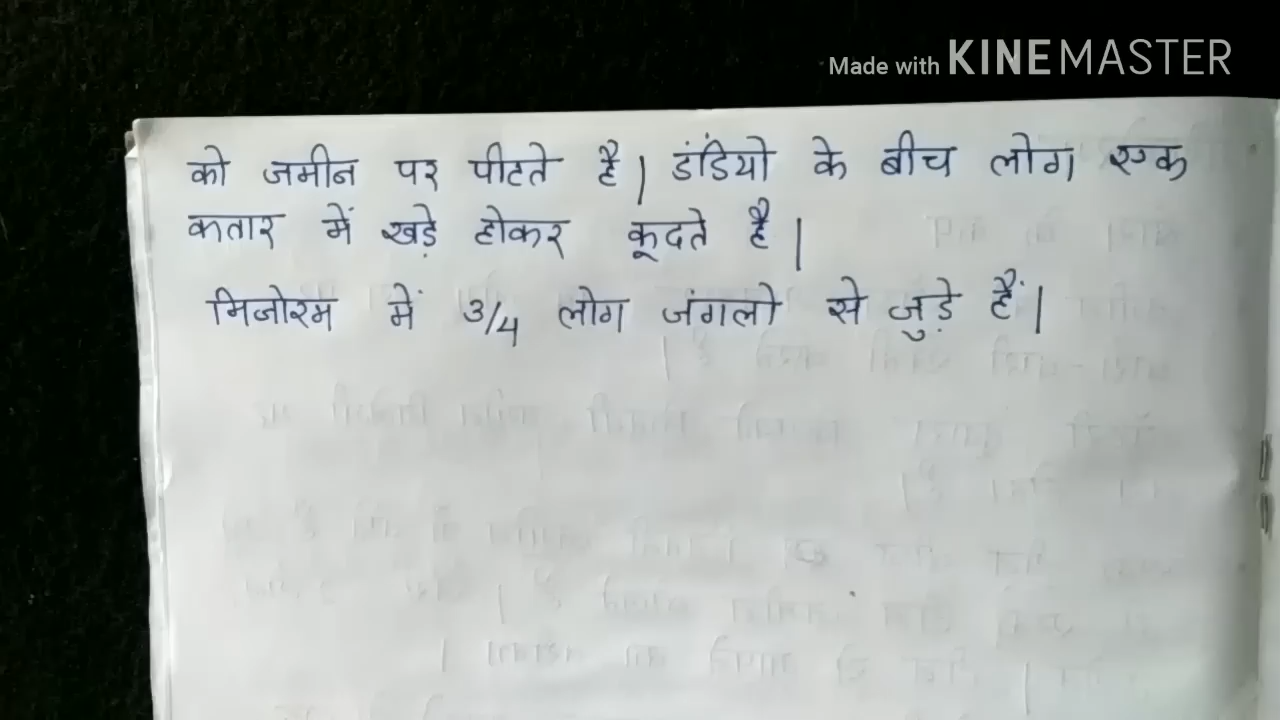 Made with KINEMASTER
को जमीन पर पीटते है। डंडियो के बीच लोग एक
कतार में खड़े होकर कूदते है।
मिजोरम में 3/4 लोग जंगलो से जुड़े हैं।